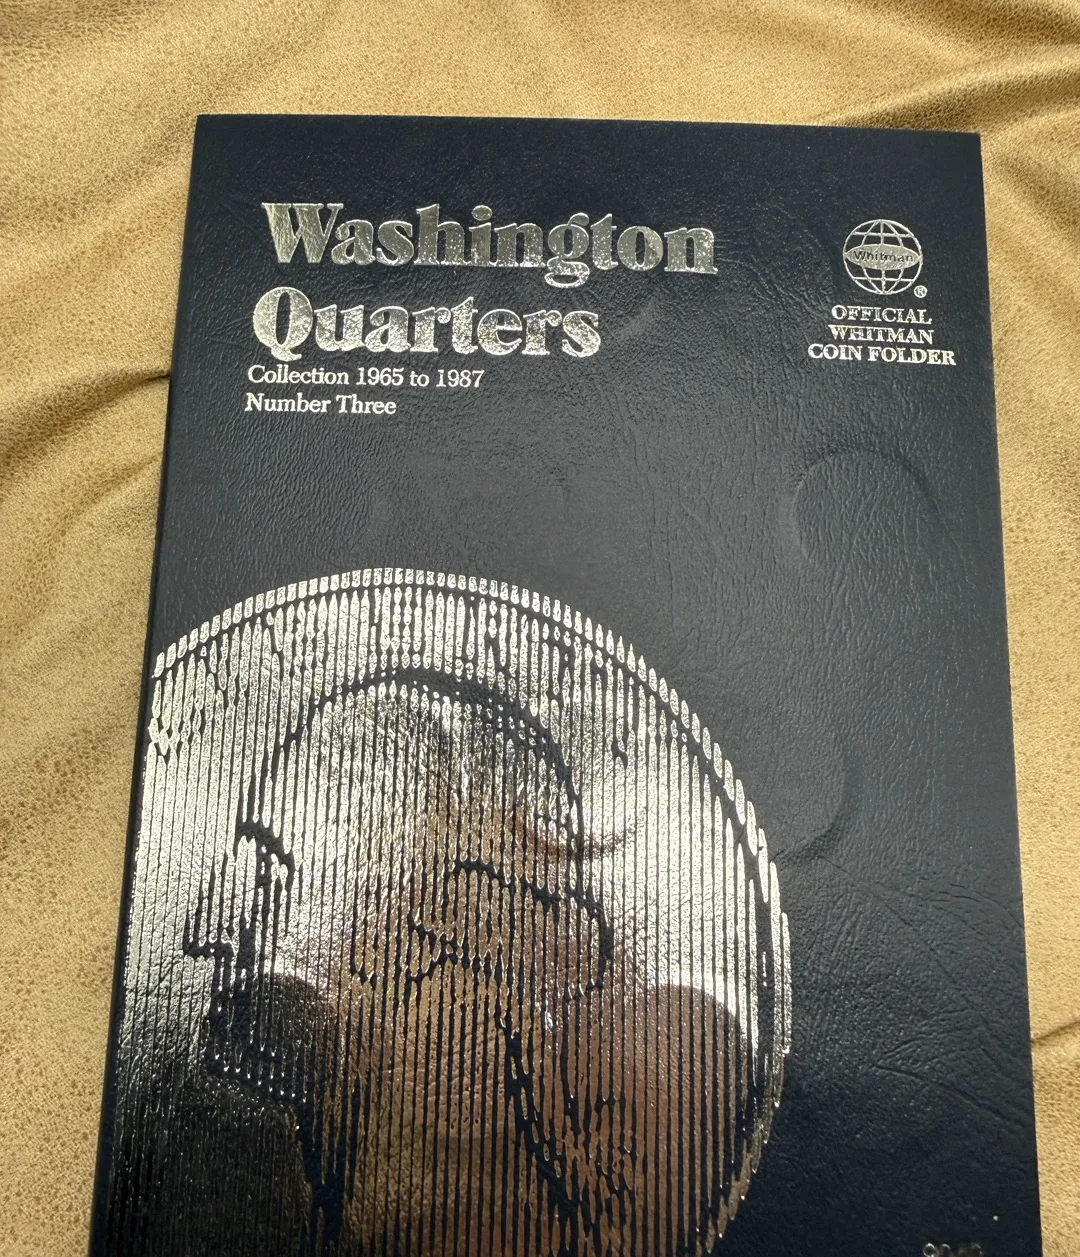 Washington
Quarters
Collection 1965 to 1987
Number Three
Whitman
®
OFFICIAL
WHITMAN
COIN FOLDER